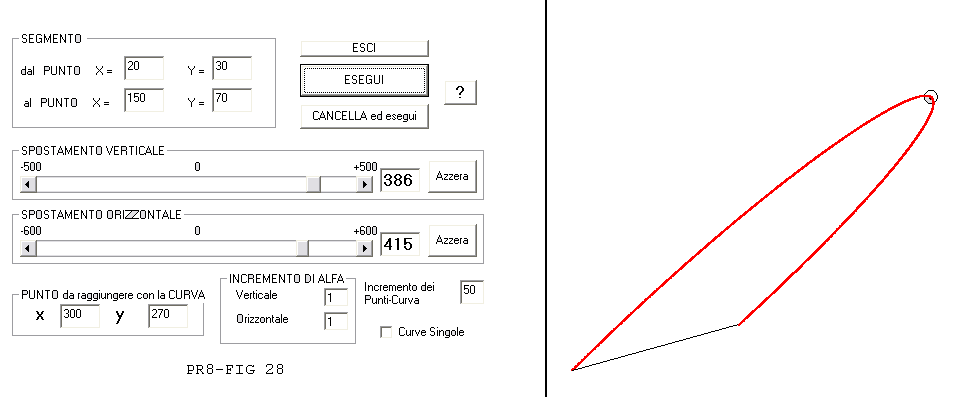 SEGMENTO
dal PUNTO X = 20 Y = 30
al PUNTO X = 150 Y = 70
ESCI
ESEGUI
?
CANCELLA ed esegui
SPOSTAMENTO VERTICALE
-500 0 +500
386 Azzera
SPOSTAMENTO ORIZZONTALE
-600 0 +600
415 Azzera
PUNTO da raggiungere con la CURVA
x 300 y 270
INCREMENTO DI ALFA
Verticale 1
Orizzontale 1
Incremento dei
Punti-Curva 50
Curve Singole
PR8-FIG 28